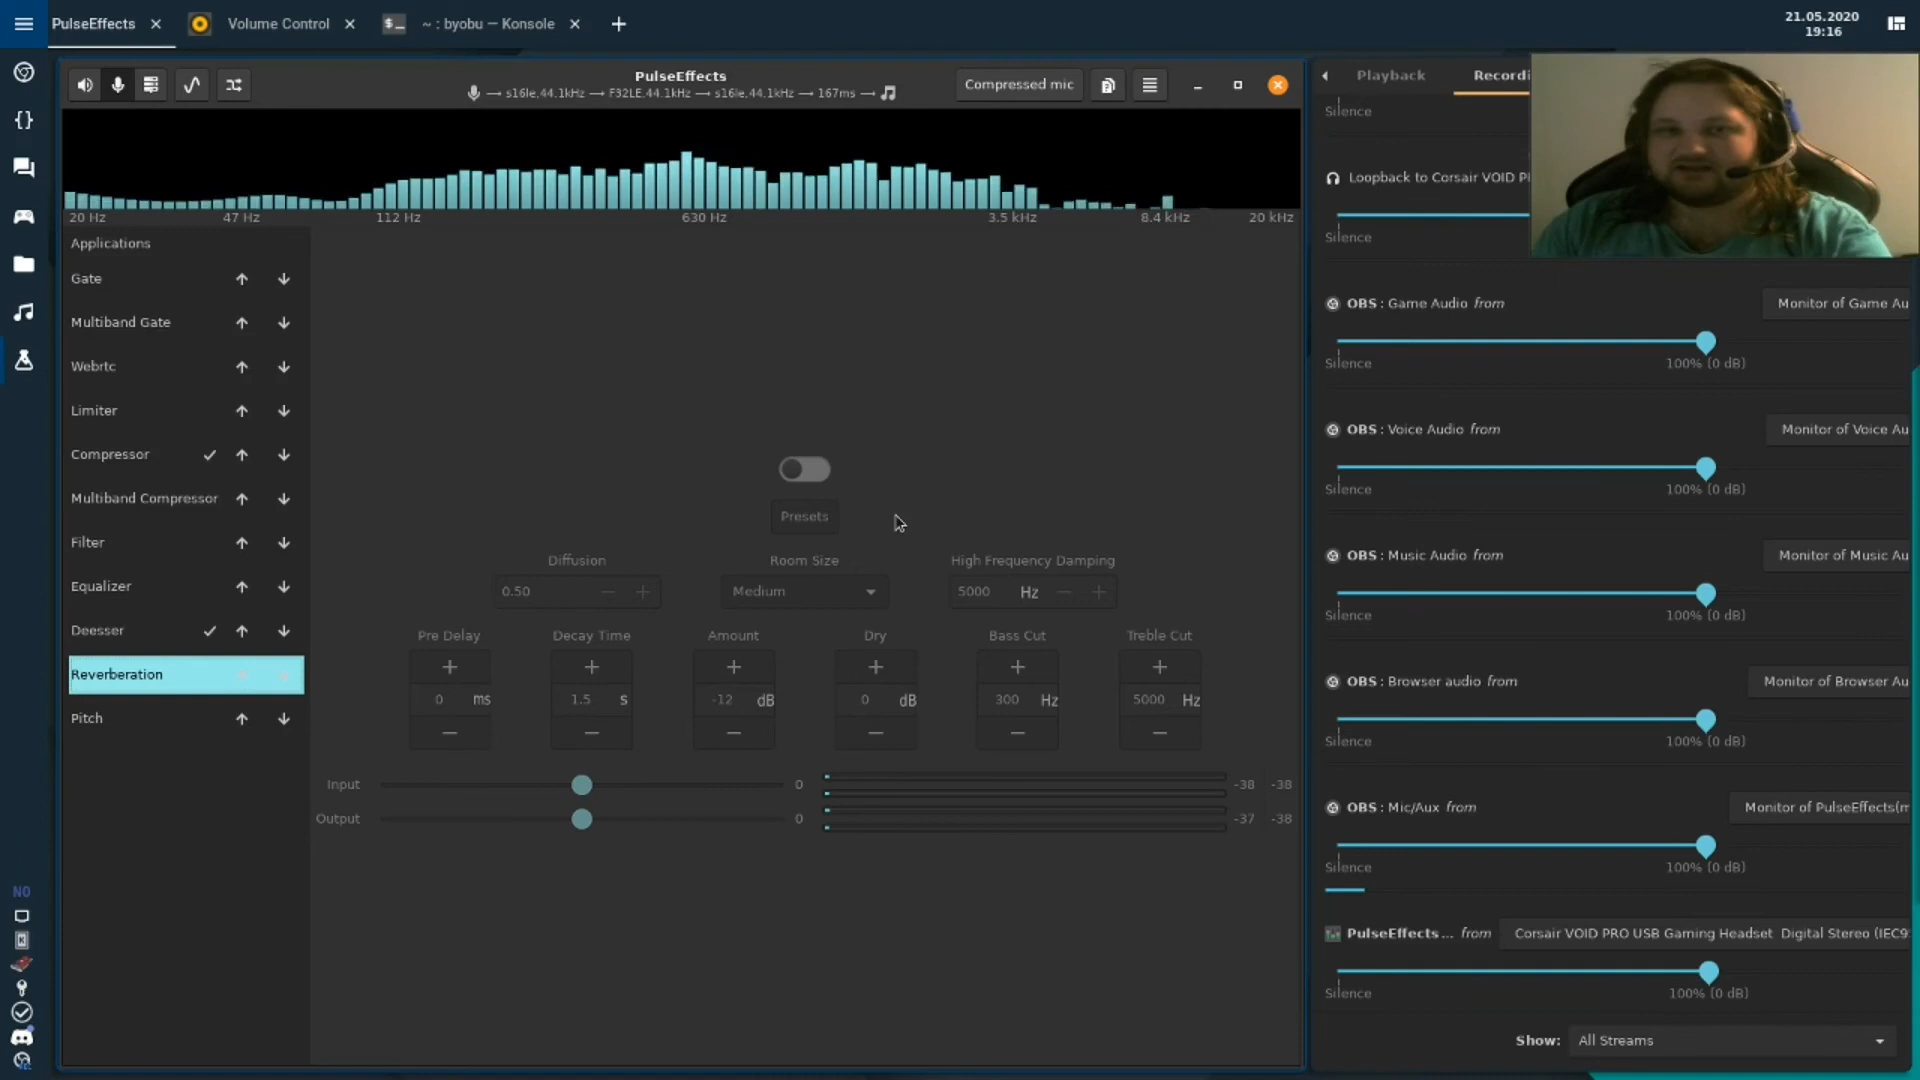 PulseEffects
Volume Control
~ : byobu — Konsole
21.05.2020
19:16
PulseEffects
s16le,44.1kHz → F32LE,44.1kHz → s16le,44.1kHz → 167ms →
Compressed mic
20 Hz 47 Hz 112 Hz 630 Hz 3.5 kHz 8.4 kHz 20 kHz
Applications
Gate
Multiband Gate
Webrtc
Limiter
Compressor
Multiband Compressor
Filter
Equalizer
Deesser
Reverberation
Pitch
Presets
Diffusion Room Size High Frequency Damping
0.50 Medium 5000 Hz
Pre Delay Decay Time Amount Dry Bass Cut Treble Cut
0 ms 1.5 s -12 dB 0 dB 300 Hz 5000 Hz
Input 0 -38 -38
Output 0 -37 -38
Playback Recordi
Silence
Loopback to Corsair VOID P
Silence
OBS : Game Audio from Monitor of Game Au
Silence 100% (0 dB)
OBS : Voice Audio from Monitor of Voice Au
Silence 100% (0 dB)
OBS : Music Audio from Monitor of Music Au
Silence 100% (0 dB)
OBS : Browser audio from Monitor of Browser Au
Silence 100% (0 dB)
OBS : Mic/Aux from Monitor of PulseEffects(m
Silence 100% (0 dB)
PulseEffects ... from Corsair VOID PRO USB Gaming Headset Digital Stereo (IEC9
Silence 100% (0 dB)
Show: All Streams
NO